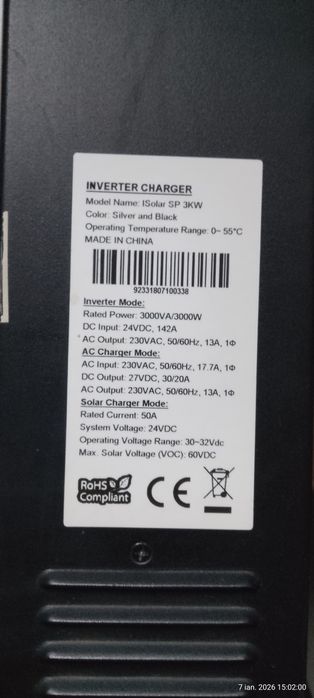 INVERTER CHARGER
Model Name: ISolar SP 3KW
Color: Silver and Black
Operating Temperature Range: 0~ 55°C
MADE IN CHINA
92331807100338
Inverter Mode:
Rated Power: 3000VA/3000W
DC Input: 24VDC, 142A
AC Output: 230VAC, 50/60Hz, 13A, 1Φ
AC Charger Mode:
AC Input: 230VAC, 50/60Hz, 17.7A, 1Φ
DC Output: 27VDC, 30/20A
AC Output: 230VAC, 50/60Hz, 13A, 1Φ
Solar Charger Mode:
Rated Current: 50A
System Voltage: 24VDC
Operating Voltage Range: 30~32Vdc
Max. Solar Voltage (VOC): 60VDC
RoHS
Compliant
CE
7 ian. 2026 15:02:00